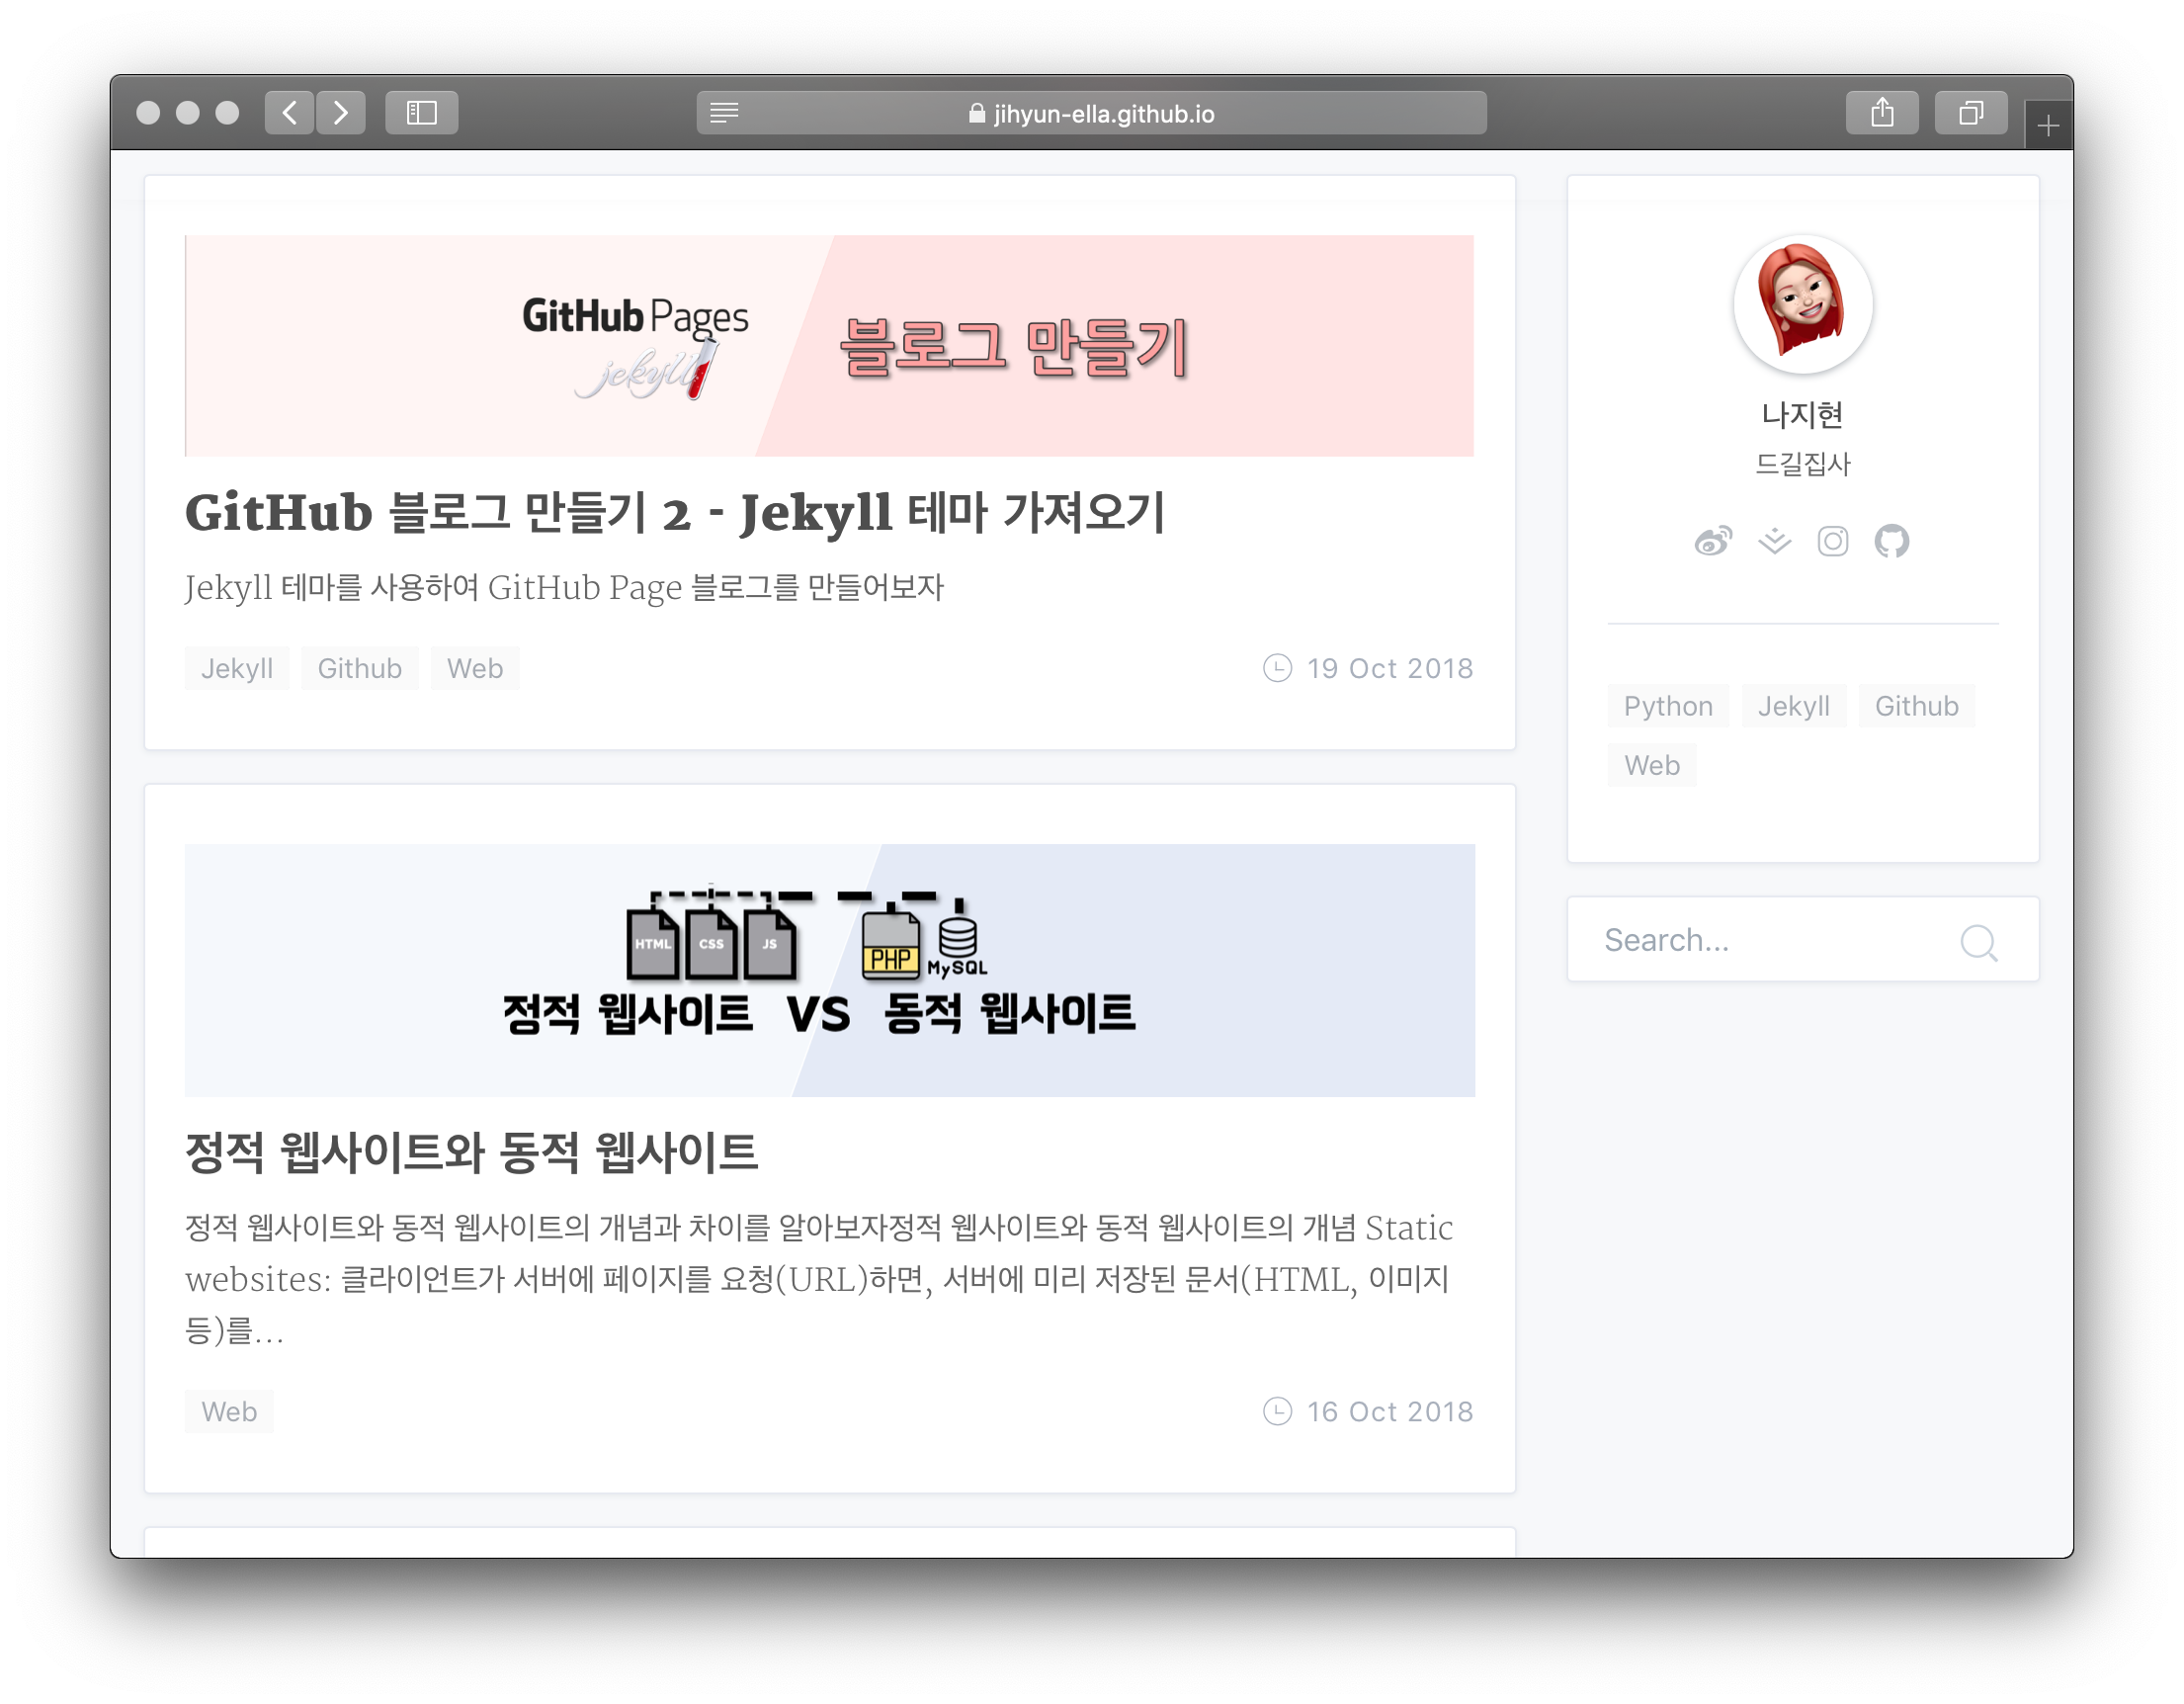 jihyun-ella.github.io
GitHub Pages
jekyll
블로그 만들기
GitHub 블로그 만들기 2 - Jekyll 테마 가져오기
Jekyll 테마를 사용하여 GitHub Page 블로그를 만들어보자
Jekyll Github Web
19 Oct 2018
HTML CSS JS PHP MySQL
정적 웹사이트 VS 동적 웹사이트
정적 웹사이트와 동적 웹사이트
정적 웹사이트와 동적 웹사이트의 개념과 차이를 알아보자정적 웹사이트와 동적 웹사이트의 개념 Static
websites: 클라이언트가 서버에 페이지를 요청(URL)하면, 서버에 미리 저장된 문서(HTML, 이미지
등)를...
Web
16 Oct 2018
나지현
드길집사
Python Jekyll Github
Web
Search...